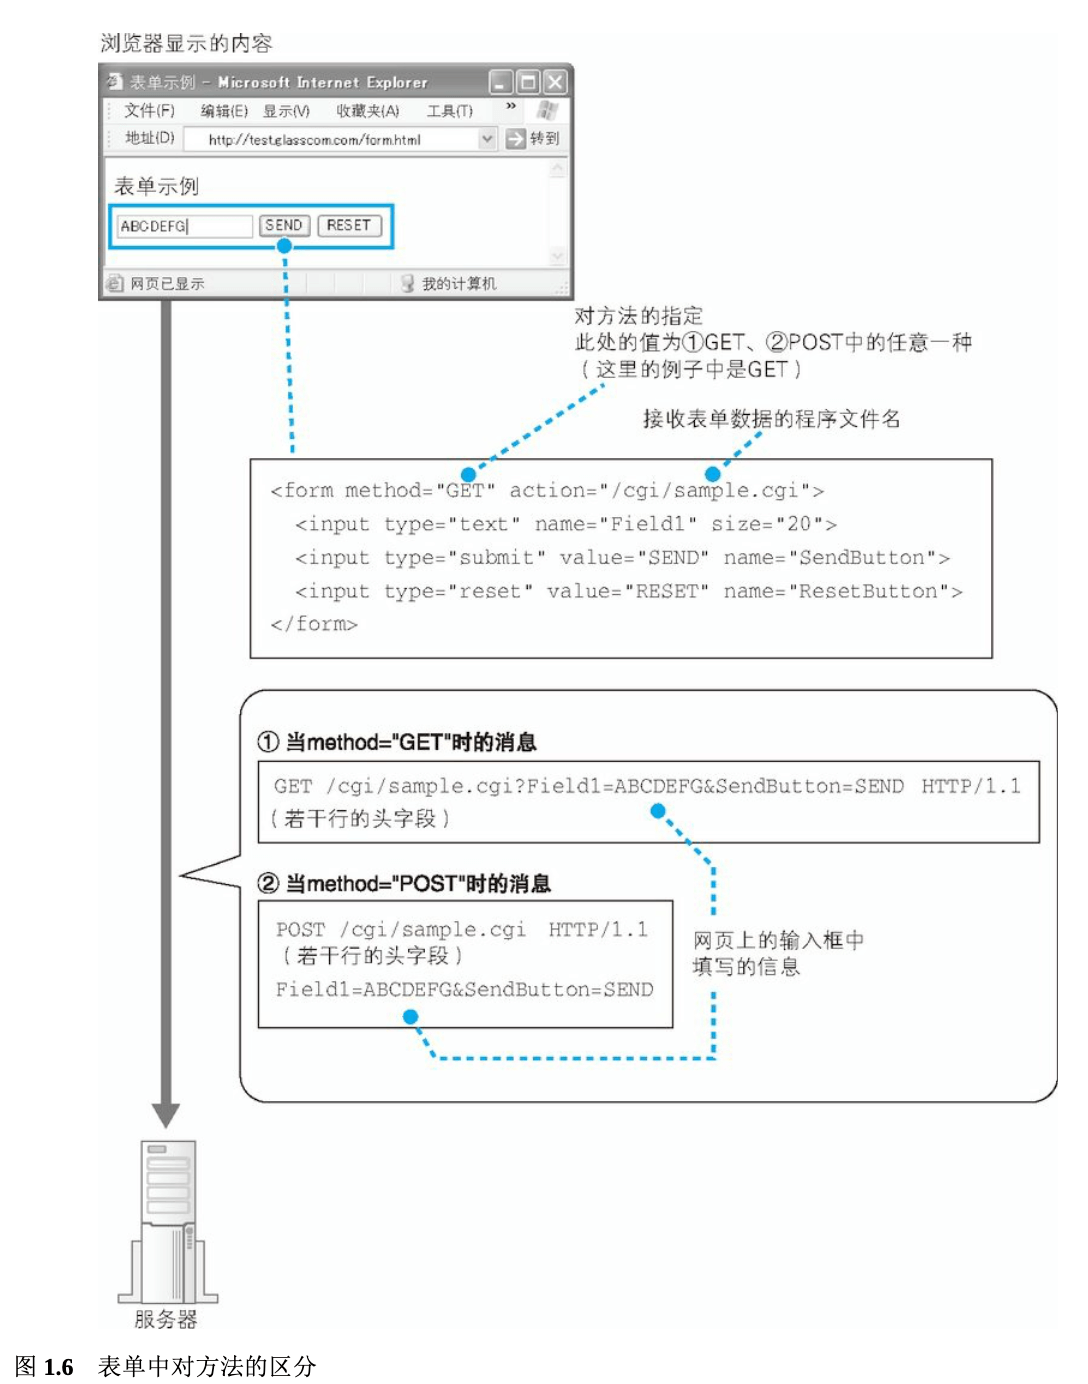 浏览器显示的内容
表单示例 - Microsoft Internet Explorer
文件(F) 编辑(E) 显示(V) 收藏夹(A) 工具(T) »
地址(D) http://test.glasscom.com/form.html 转到
表单示例
ABCDEFG SEND RESET
网页已显示 我的计算机
对方法的指定
此处的值为①GET、②POST中的任意一种
（这里的例子中是GET）
接收表单数据的程序文件名
<form method="GET" action="/cgi/sample.cgi">
<input type="text" name="Field1" size="20">
<input type="submit" value="SEND" name="SendButton">
<input type="reset" value="RESET" name="ResetButton">
</form>
① 当method="GET"时的消息
GET /cgi/sample.cgi?Field1=ABCDEFG&SendButton=SEND HTTP/1.1
（若干行的头字段）
② 当method="POST"时的消息
POST /cgi/sample.cgi HTTP/1.1
（若干行的头字段）
Field1=ABCDEFG&SendButton=SEND
网页上的输入框中
填写的信息
服务器
图 1.6 表单中对方法的区分